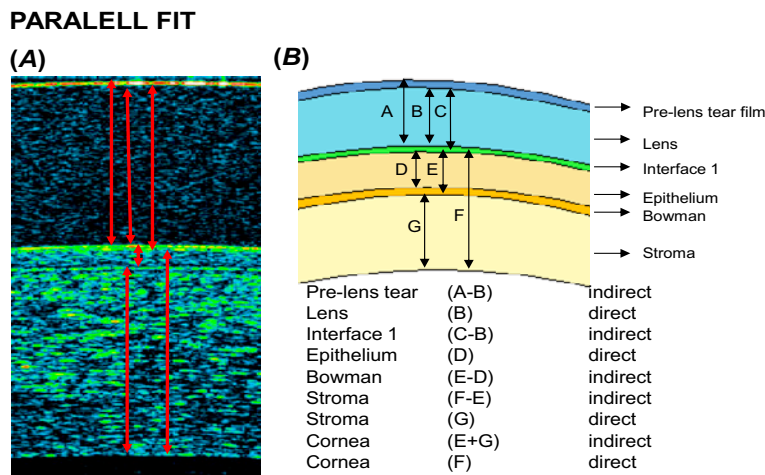 PARALELL FIT
(A)
(B)
A B C
D E
F
G
Pre-lens tear film
Lens
Interface 1
Epithelium
Bowman
Stroma
Pre-lens tear (A-B) indirect
Lens (B) direct
Interface 1 (C-B) indirect
Epithelium (D) direct
Bowman (E-D) indirect
Stroma (F-E) indirect
Stroma (G) direct
Cornea (E+G) indirect
Cornea (F) direct